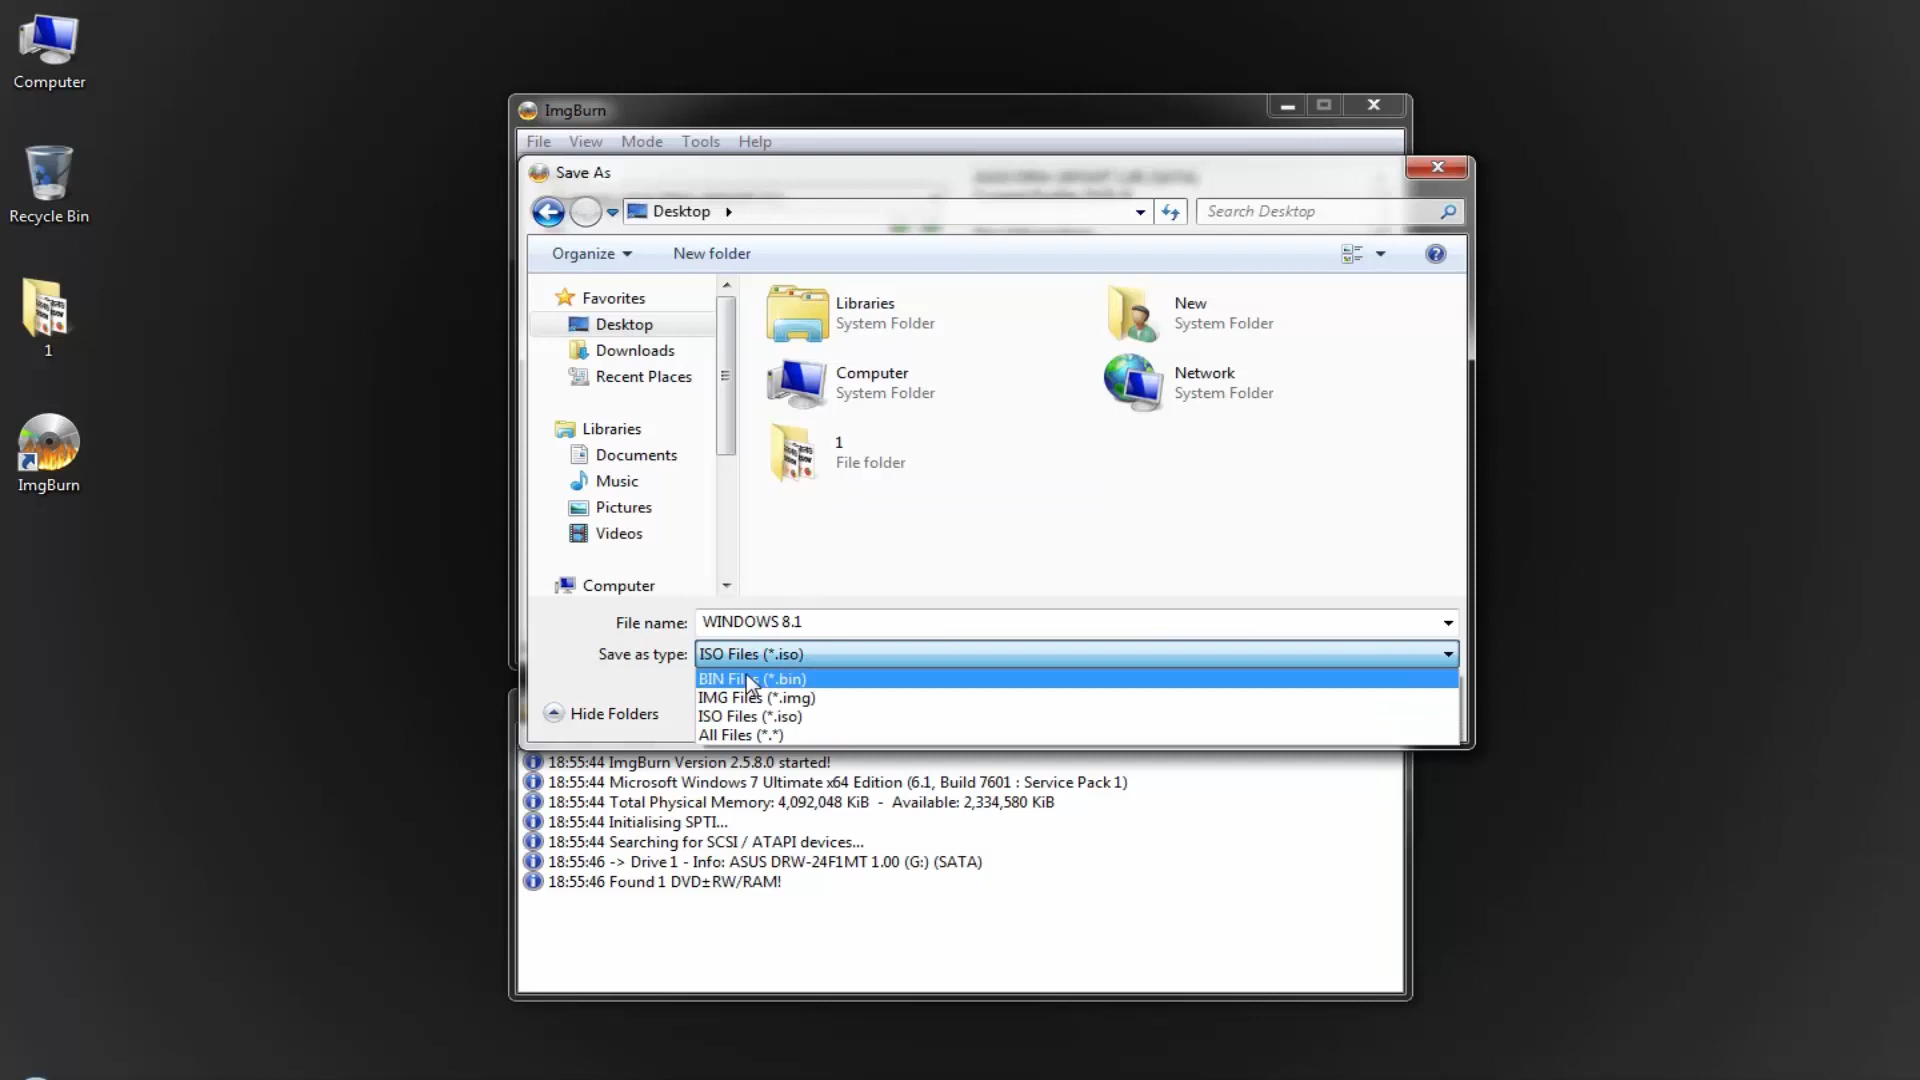 Computer
Recycle Bin
1
ImgBurn
ImgBurn
File View Mode Tools Help
Save As
Desktop
Search Desktop
Organize New folder
Favorites
Desktop
Downloads
Recent Places
Libraries
Documents
Music
Pictures
Videos
Computer
Libraries
System Folder
New
System Folder
Computer
System Folder
Network
System Folder
1
File folder
File name: WINDOWS 8.1
Save as type: ISO Files (*.iso)
BIN Files (*.bin)
IMG Files (*.img)
ISO Files (*.iso)
All Files (*.*)
Hide Folders
18:55:44 ImgBurn Version 2.5.8.0 started!
18:55:44 Microsoft Windows 7 Ultimate x64 Edition (6.1, Build 7601 : Service Pack 1)
18:55:44 Total Physical Memory: 4,092,048 KiB - Available: 2,334,580 KiB
18:55:44 Initialising SPTI...
18:55:44 Searching for SCSI / ATAPI devices...
18:55:46 -> Drive 1 - Info: ASUS DRW-24F1MT 1.00 (G:) (SATA)
18:55:46 Found 1 DVD±RW/RAM!